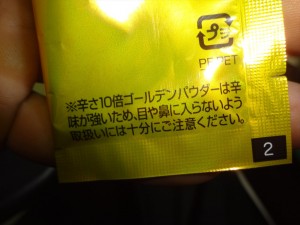 プラ
PE,PET
※辛さ10倍ゴールデンパウダーは辛
味が強いため、目や鼻に入らないよう
取扱いには十分にご注意ください。
2